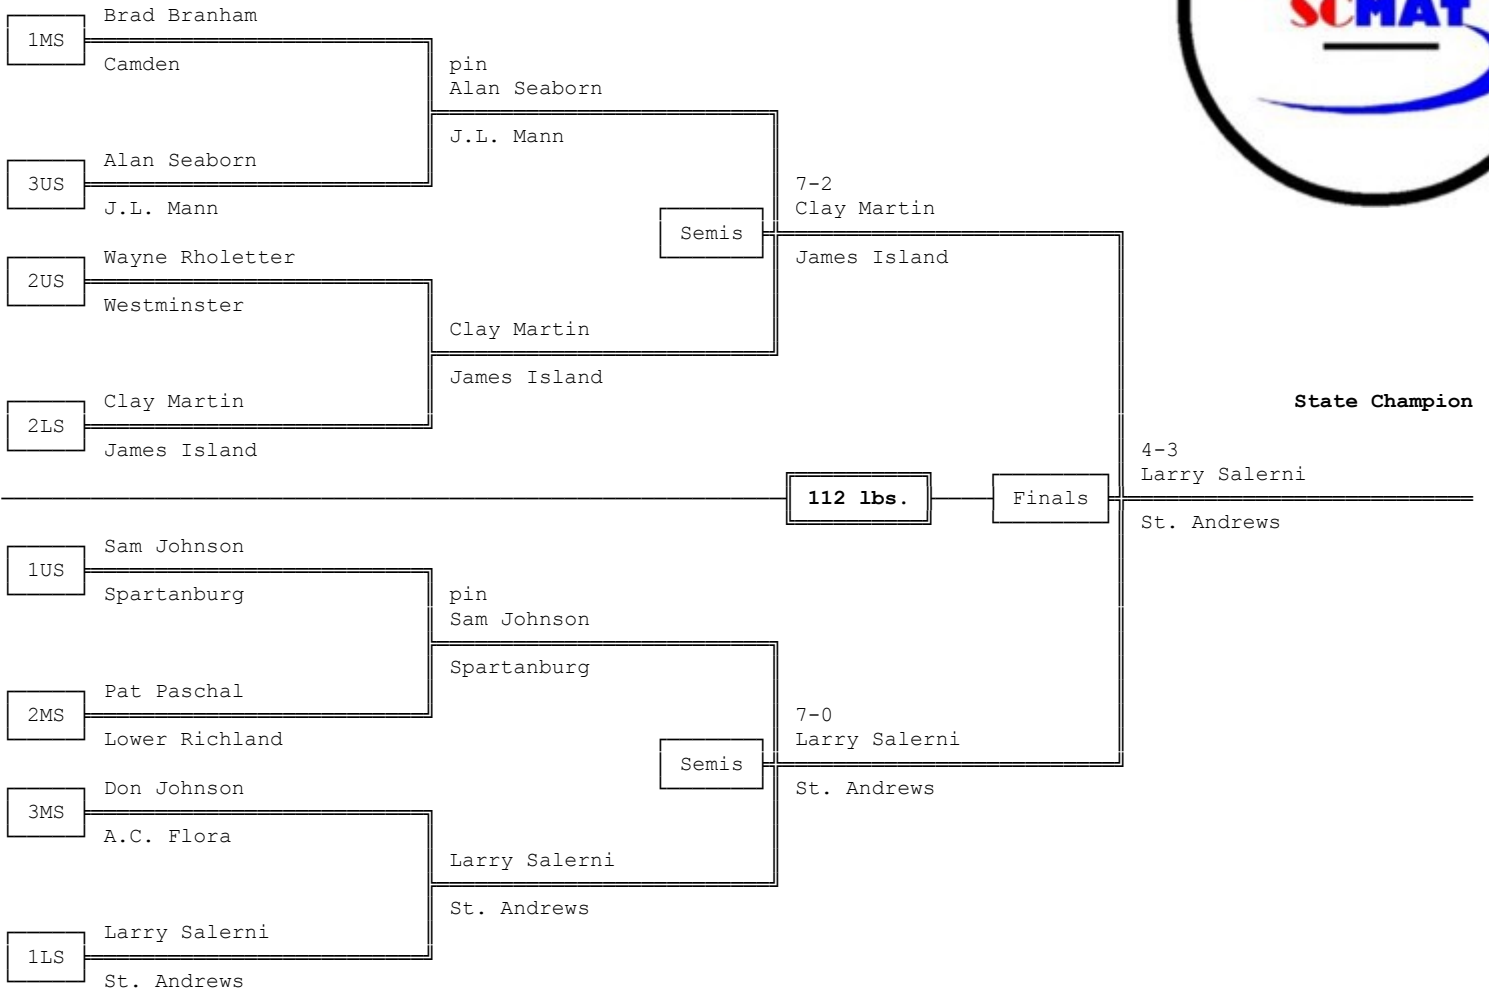 SCMAT
Brad Branham
1MS
Camden
pin
Alan Seaborn
J.L. Mann
Alan Seaborn
3US
J.L. Mann
7-2
Clay Martin
Semis
James Island
Wayne Rholetter
2US
Westminster
Clay Martin
James Island
Clay Martin
2LS
James Island
State Champion
4-3
Larry Salerni
112 lbs.
Finals
St. Andrews
Sam Johnson
1US
Spartanburg
pin
Sam Johnson
Spartanburg
Pat Paschal
2MS
Lower Richland
7-0
Larry Salerni
Semis
St. Andrews
Don Johnson
3MS
A.C. Flora
Larry Salerni
St. Andrews
Larry Salerni
1LS
St. Andrews